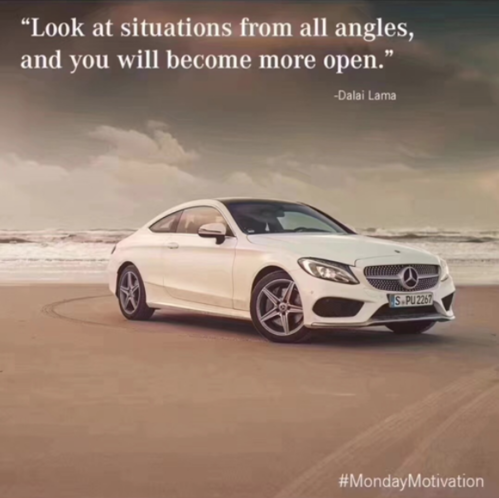 “Look at situations from all angles,
and you will become more open.”
-Dalai Lama
S PU 2267
#MondayMotivation